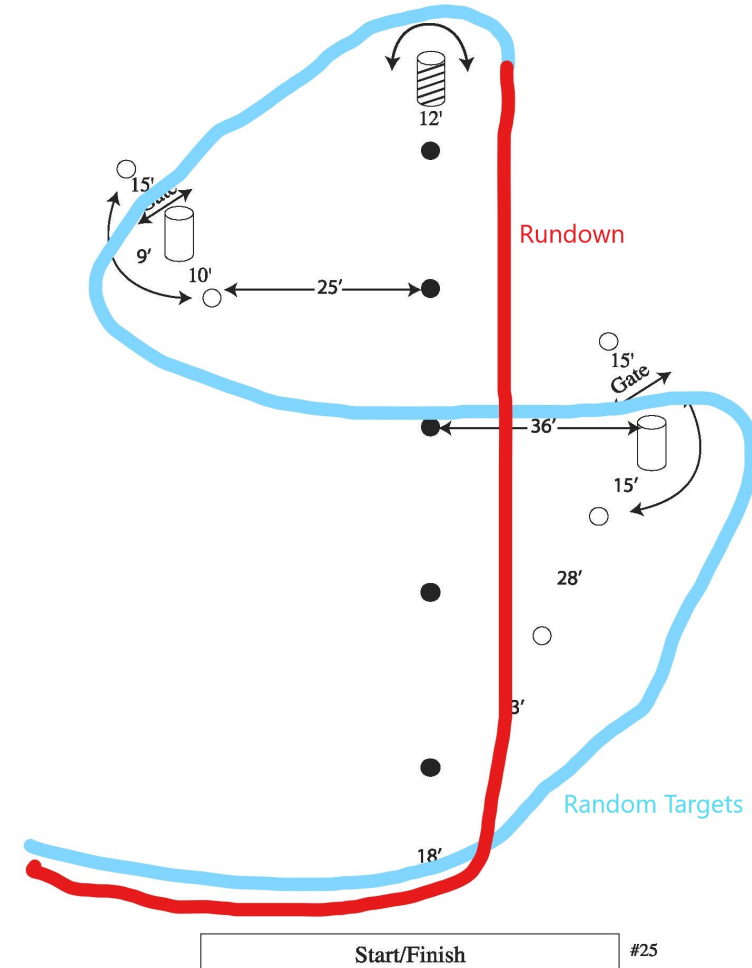 12'
15'
Gate
Rundown
9'
10'
25'
15'
Gate
36'
15'
28'
3'
Random Targets
18'
Start/Finish
#25